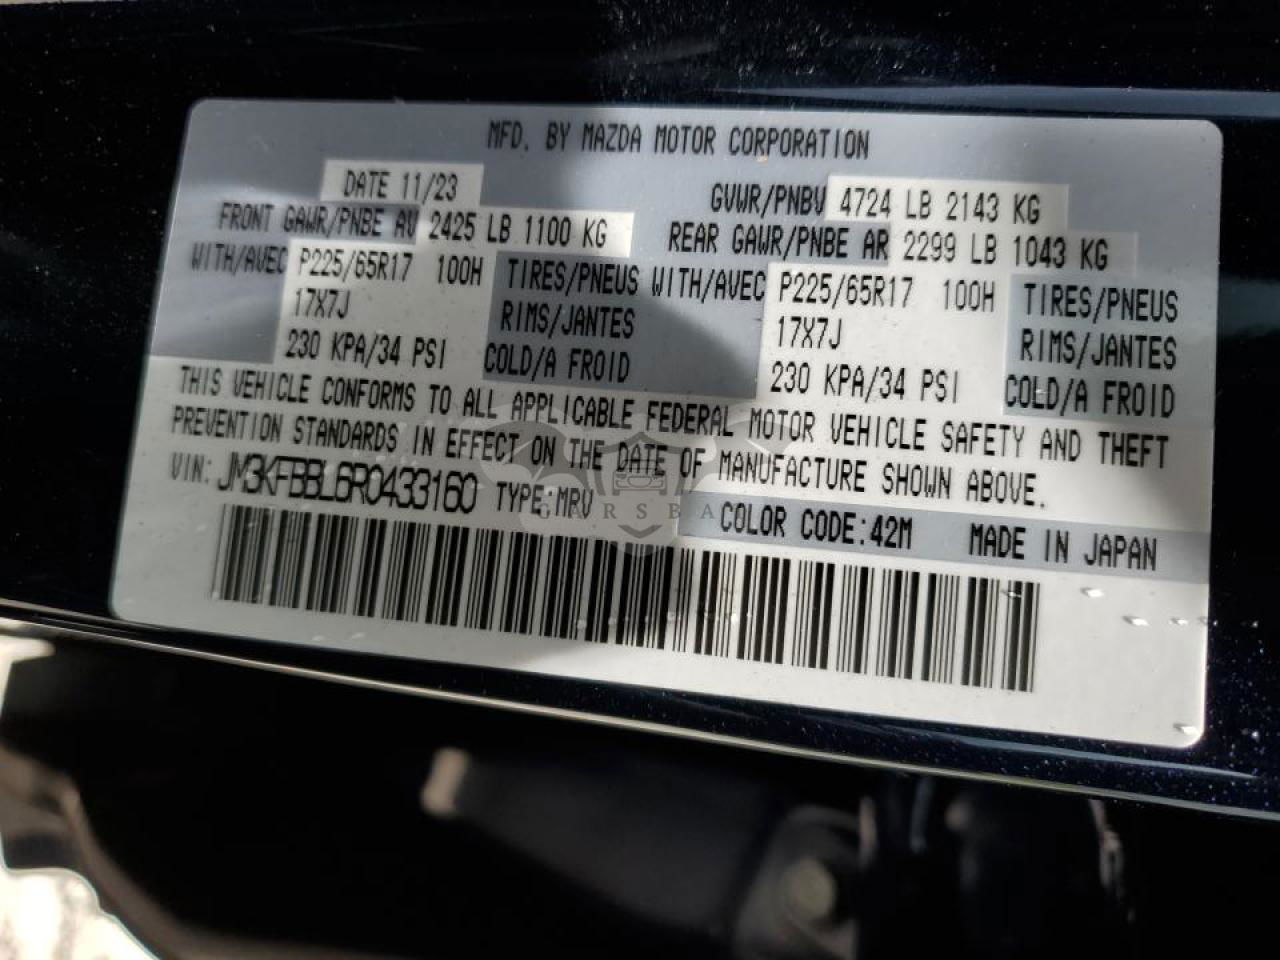 MFD. BY MAZDA MOTOR CORPORATION
DATE 11/23 GVWR/PNBV 4724 LB 2143 KG
FRONT GAWR/PNBE AV 2425 LB 1100 KG REAR GAWR/PNBE AR 2299 LB 1043 KG
WITH/AVEC P225/65R17 100H TIRES/PNEUS WITH/AVEC P225/65R17 100H TIRES/PNEUS
17X7J RIMS/JANTES 17X7J RIMS/JANTES
230 KPA/34 PSI COLD/A FROID 230 KPA/34 PSI COLD/A FROID
THIS VEHICLE CONFORMS TO ALL APPLICABLE FEDERAL MOTOR VEHICLE SAFETY AND THEFT
PREVENTION STANDARDS IN EFFECT ON THE DATE OF MANUFACTURE SHOWN ABOVE.
VIN: JM3KFBBL6R0433160 TYPE:MPV
COLOR CODE:42M MADE IN JAPAN